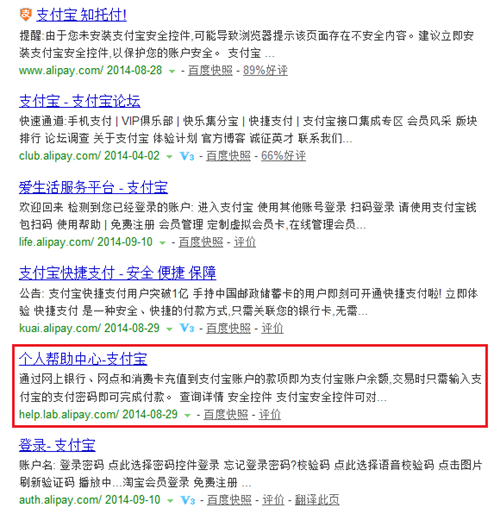 支付宝 知托付!
提醒:由于您未安装支付宝安全控件,可能导致浏览器提示该页面存在不安全内容。建议立即安
装支付宝安全控件,以保护您的账户安全。 支付宝 ...
www.alipay.com/ 2014-08-28 - 百度快照 - 89%好评
支付宝 - 支付宝论坛
快速通道:手机支付 | VIP俱乐部 | 快乐集分宝 | 快捷支付 | 支付宝接口集成专区 会员风采 版块
排行 论坛调查 关于支付宝 体验计划 官方博客 诚征英才 联系我们...
club.alipay.com/ 2014-04-02 V3 - 百度快照 - 66%好评
爱生活服务平台 - 支付宝
欢迎回来 检测到您已经登录的账户: 进入支付宝 使用其他账号登录 扫码登录 请使用支付宝钱
包扫码 使用帮助 | 免费注册 会员管理 定制虚拟会员卡,在线管理会员...
life.alipay.com/ 2014-09-10 - 百度快照 - 评价
支付宝快捷支付 - 安全 便捷 保障
公告: 支付宝快捷支付用户突破1亿 手持中国邮政储蓄卡的用户即刻可开通快捷支付啦! 立即体
验 快捷支付 是一种安全、快捷的付款方式,只需关联您的银行卡,无需...
kuai.alipay.com/ 2014-08-29 V3 - 百度快照 - 评价
个人帮助中心-支付宝
通过网上银行、网点和消费卡充值到支付宝账户的款项即为支付宝账户余额,交易时只需输入支
付宝的支付密码即可完成付款。 查询详情 安全控件 支付宝安全控件可对...
help.lab.alipay.com/ 2014-08-29 - 百度快照 - 评价
登录- 支付宝
账户名: 登录密码 点此选择密码控件登录 忘记登录密码?校验码 点此选择语音校验码 点击图片
刷新验证码 播放中...淘宝会员登录 免费注册 ...
auth.alipay.com/ 2014-09-10 V3 - 百度快照 - 评价 - 翻译此页